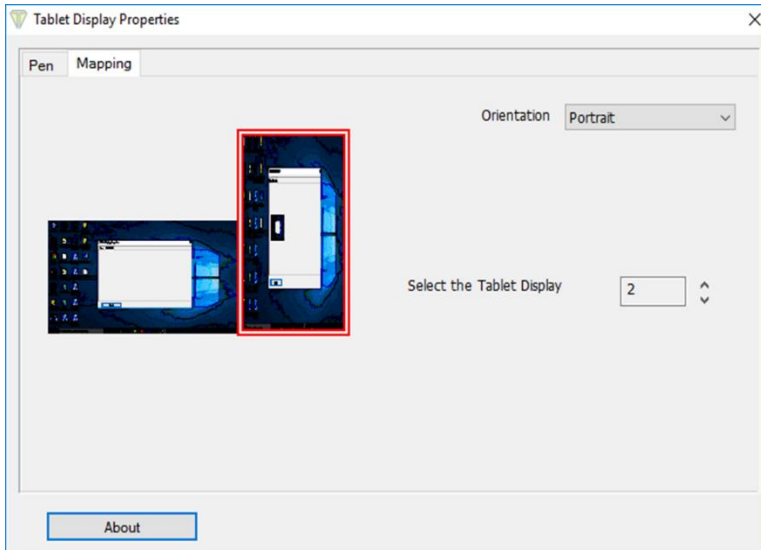 Tablet Display Properties
Pen Mapping
Orientation Portrait
Select the Tablet Display 2
About